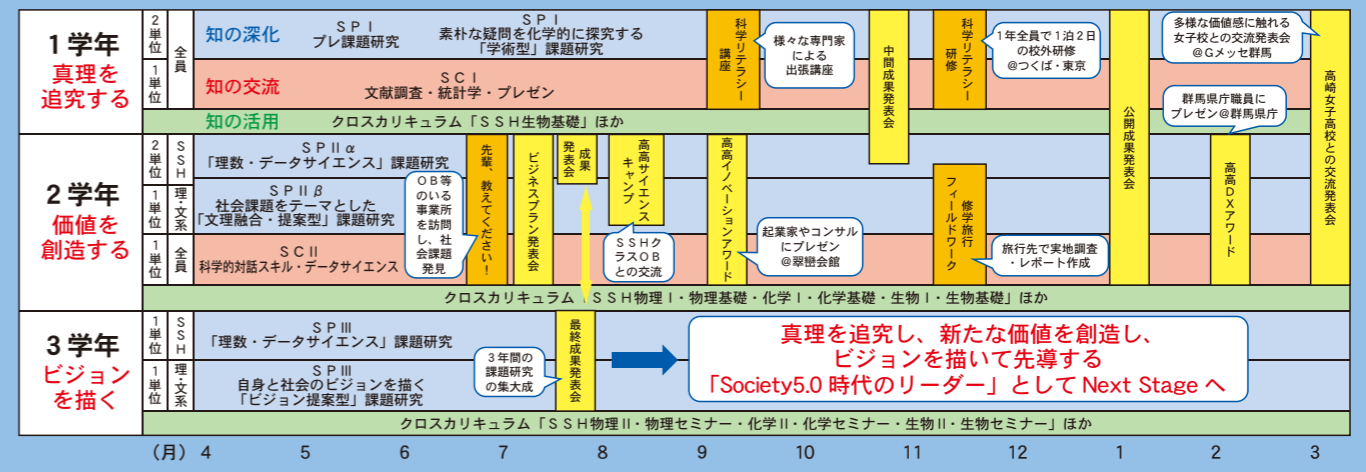 1学年
真理を
追究する
2単位
1単位
全員
知の深化
SPⅠ
プレ課題研究
SPⅠ
素朴な疑問を化学的に探究する
「学術型」課題研究
知の交流
SCⅠ
文献調査・統計学・プレゼン
知の活用
クロスカリキュラム「SSH生物基礎」ほか
科学リテラシー
講座
様々な専門家
による
出張講座
中間成果発表会
科学リテラシー
研修
1年全員で1泊2日
の校外研修
@つくば・東京
公開成果発表会
多様な価値感に触れる
女子校との交流発表会
@Gメッセ群馬
群馬県庁職員に
プレゼン@群馬県庁
高崎女子高校との交流発表会
2学年
価値を
創造する
2単位
SSH
1単位
理・文系
1単位
全員
SPⅡα
「理数・データサイエンス」課題研究
SPⅡβ
社会課題をテーマとした
「文理融合・提案型」課題研究
SCⅡ
科学的対話スキル・データサイエンス
OB等
のいる
事業所
を訪問
し、社
会課題
発見
先輩、教えてください!
ビジネスプラン発表会
成果
発表会
高高サイエンス
キャンプ
SSHク
ラスOB
との交流
高高イノベーションアワード
起業家やコンサル
にプレゼン
@翠巒会館
修学旅行
フィールドワーク
旅行先で実地調査
・レポート作成
高高DXアワード
クロスカリキュラム「SSH物理Ⅰ・物理基礎・化学Ⅰ・化学基礎・生物Ⅰ・生物基礎」ほか
3学年
ビジョン
を描く
1単位
SSH
1単位
理・文系
SPⅢ
「理数・データサイエンス」課題研究
SPⅢ
自身と社会のビジョンを描く
「ビジョン提案型」課題研究
3年間の
課題研究
の集大成
最終成果発表会
真理を追究し、新たな価値を創造し、
ビジョンを描いて先導する
「Society5.0時代のリーダー」としてNext Stageへ
クロスカリキュラム「SSH物理Ⅱ・物理セミナー・化学Ⅱ・化学セミナー・生物Ⅱ・生物セミナー」ほか
(月) 4 5 6 7 8 9 10 11 12 1 2 3